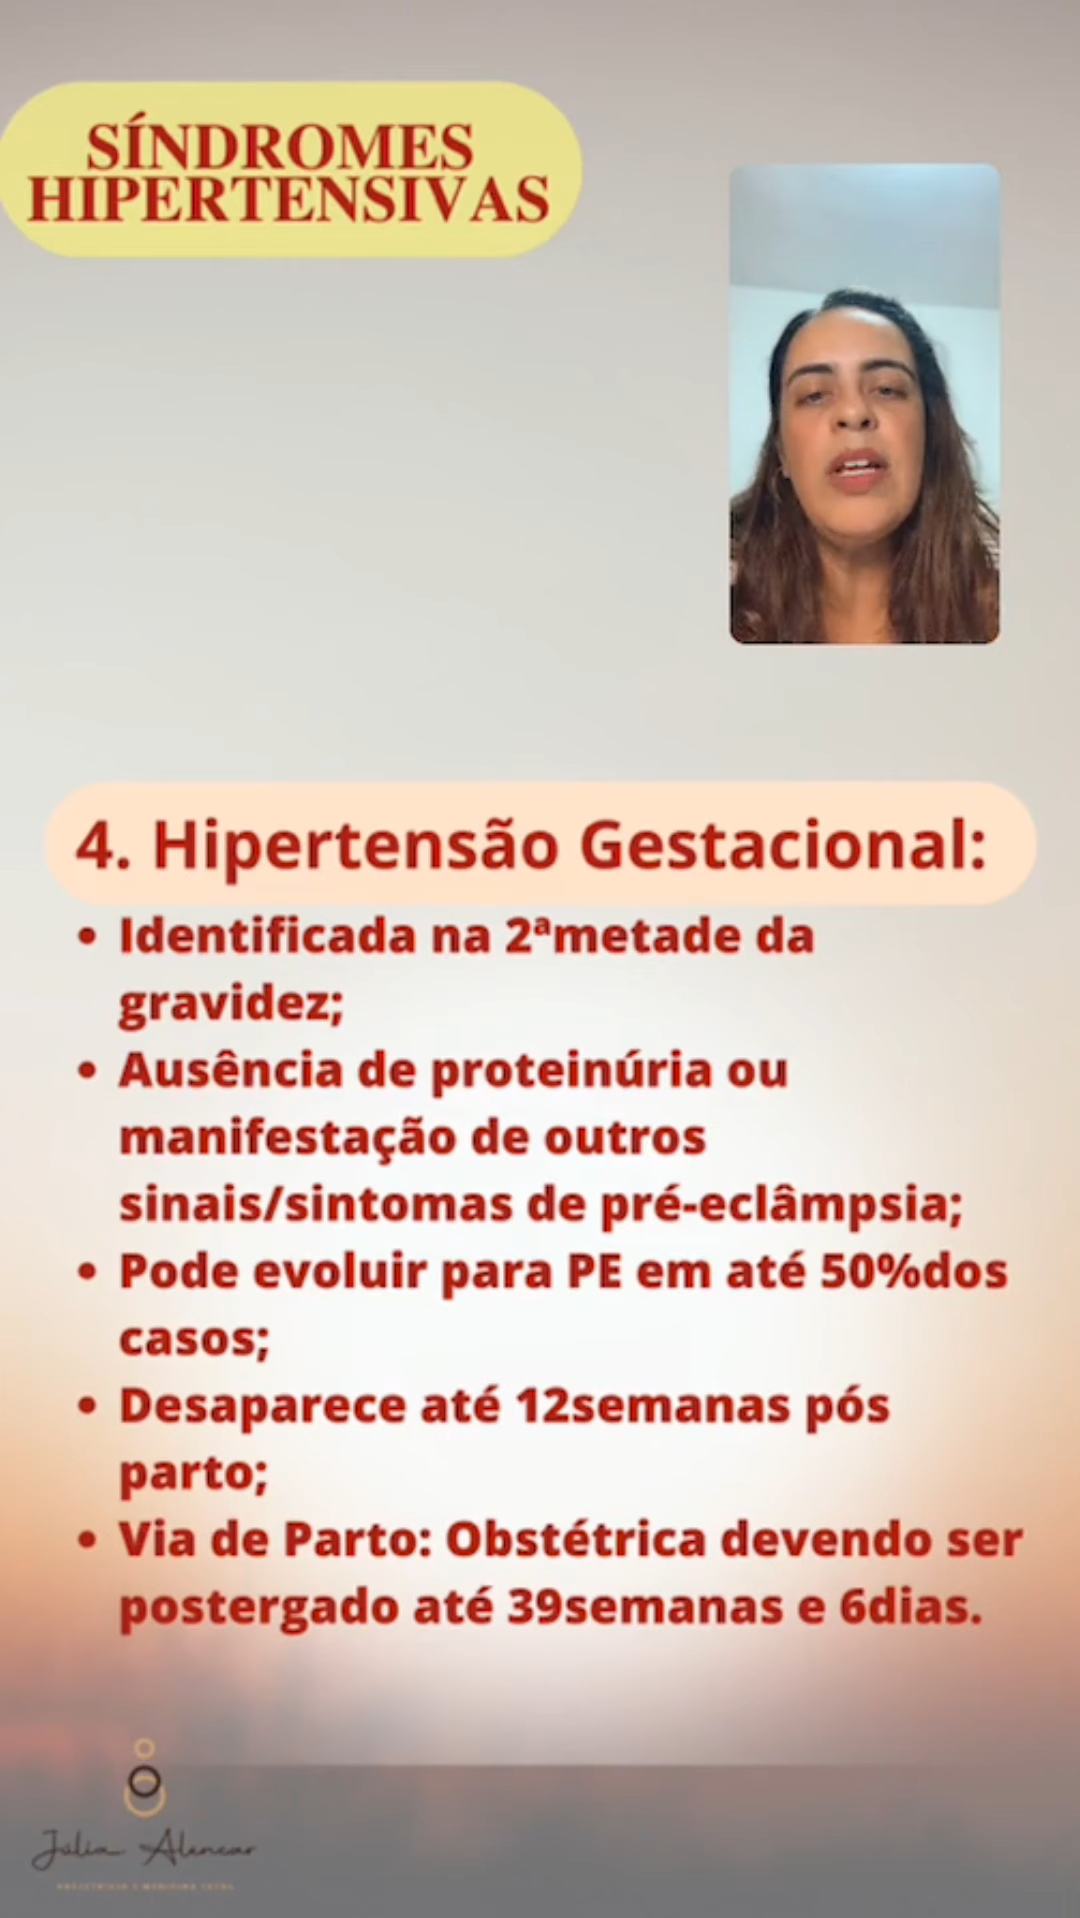 SÍNDROMES
HIPERTENSIVAS
4. Hipertensão Gestacional:
• Identificada na 2ªmetade da
gravidez;
• Ausência de proteinúria ou
manifestação de outros
sinais/sintomas de pré-eclâmpsia;
• Pode evoluir para PE em até 50%dos
casos;
• Desaparece até 12semanas pós
parto;
• Via de Parto: Obstétrica devendo ser
postergado até 39semanas e 6dias.
Júlia Alencar